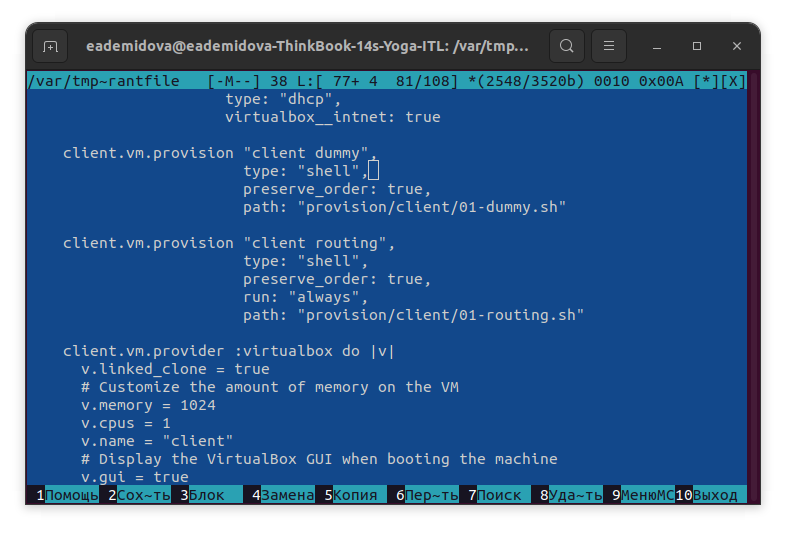 eademidova@eademidova-ThinkBook-14s-Yoga-ITL: /var/tmp...
/var/tmp~rantfile   [-M--] 38 L:[ 77+ 4  81/108] *(2548/3520b) 0010 0x00A [*][X]
                      type: "dhcp",
                      virtualbox__intnet: true
    client.vm.provision "client dummy",
                        type: "shell",
                        preserve_order: true,
                        path: "provision/client/01-dummy.sh"
    client.vm.provision "client routing",
                        type: "shell",
                        preserve_order: true,
                        run: "always",
                        path: "provision/client/01-routing.sh"
    client.vm.provider :virtualbox do |v|
      v.linked_clone = true
      # Customize the amount of memory on the VM
      v.memory = 1024
      v.cpus = 1
      v.name = "client"
      # Display the VirtualBox GUI when booting the machine
      v.gui = true
1Помощь 2Сох~ть 3Блок 4Замена 5Копия 6Пер~ть 7Поиск 8Уда~ть 9МенюМС 10Выход